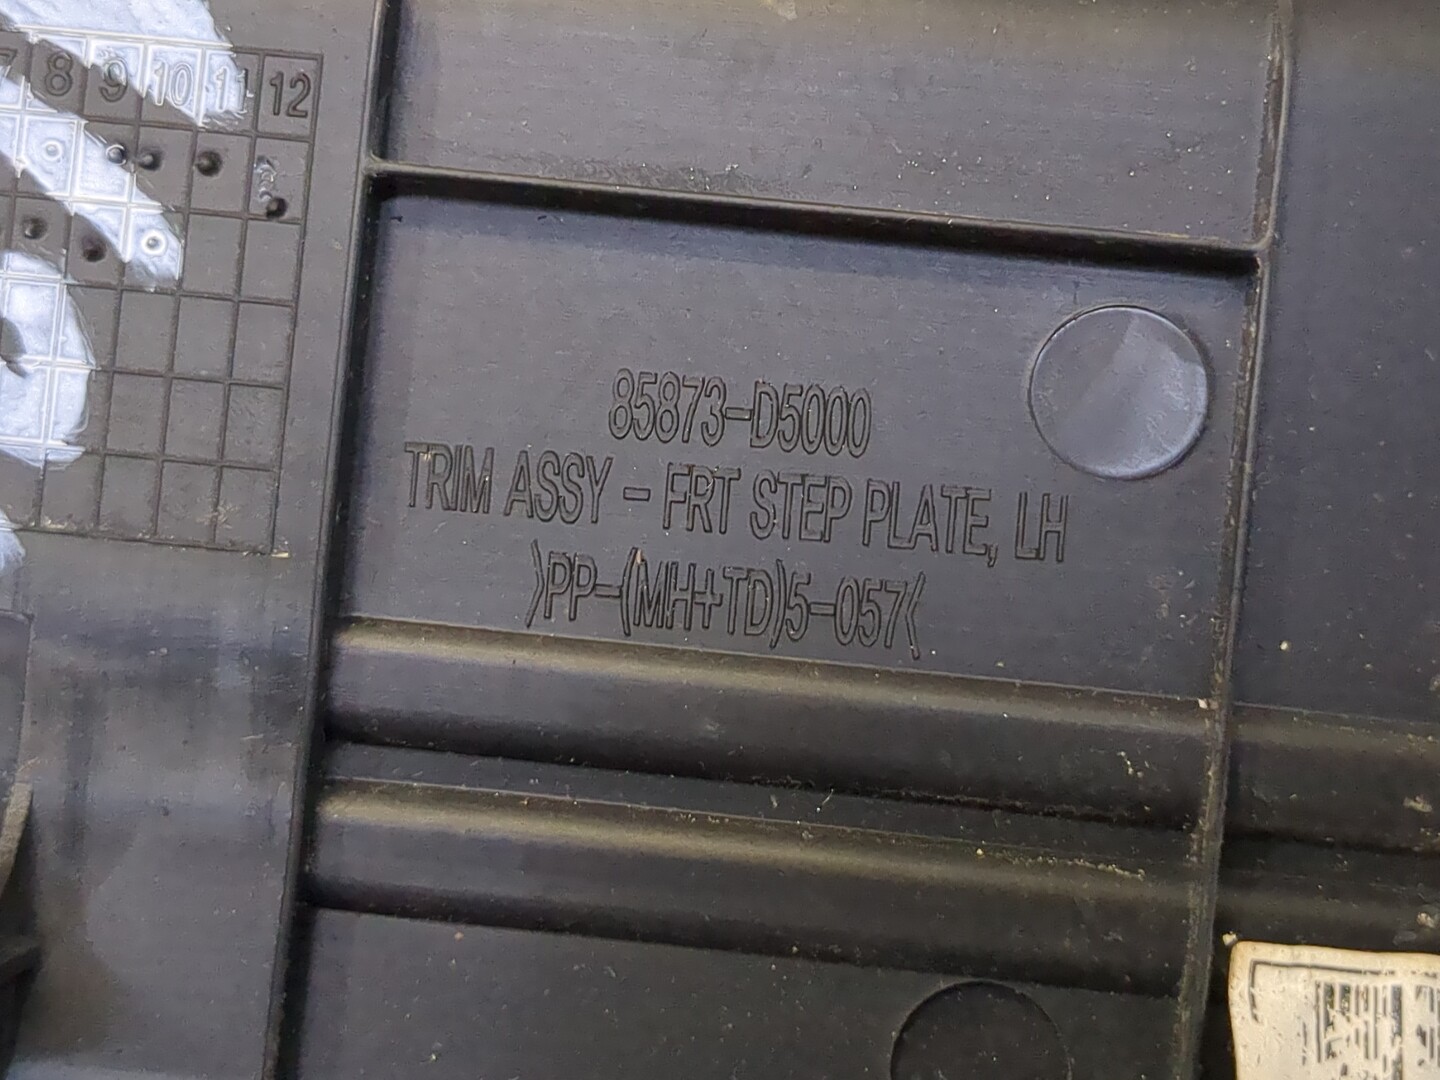 7 8 9 10 11 12
85873-D5000
TRIM ASSY - FRT STEP PLATE, LH
>PP-(MH+TD)5-057<